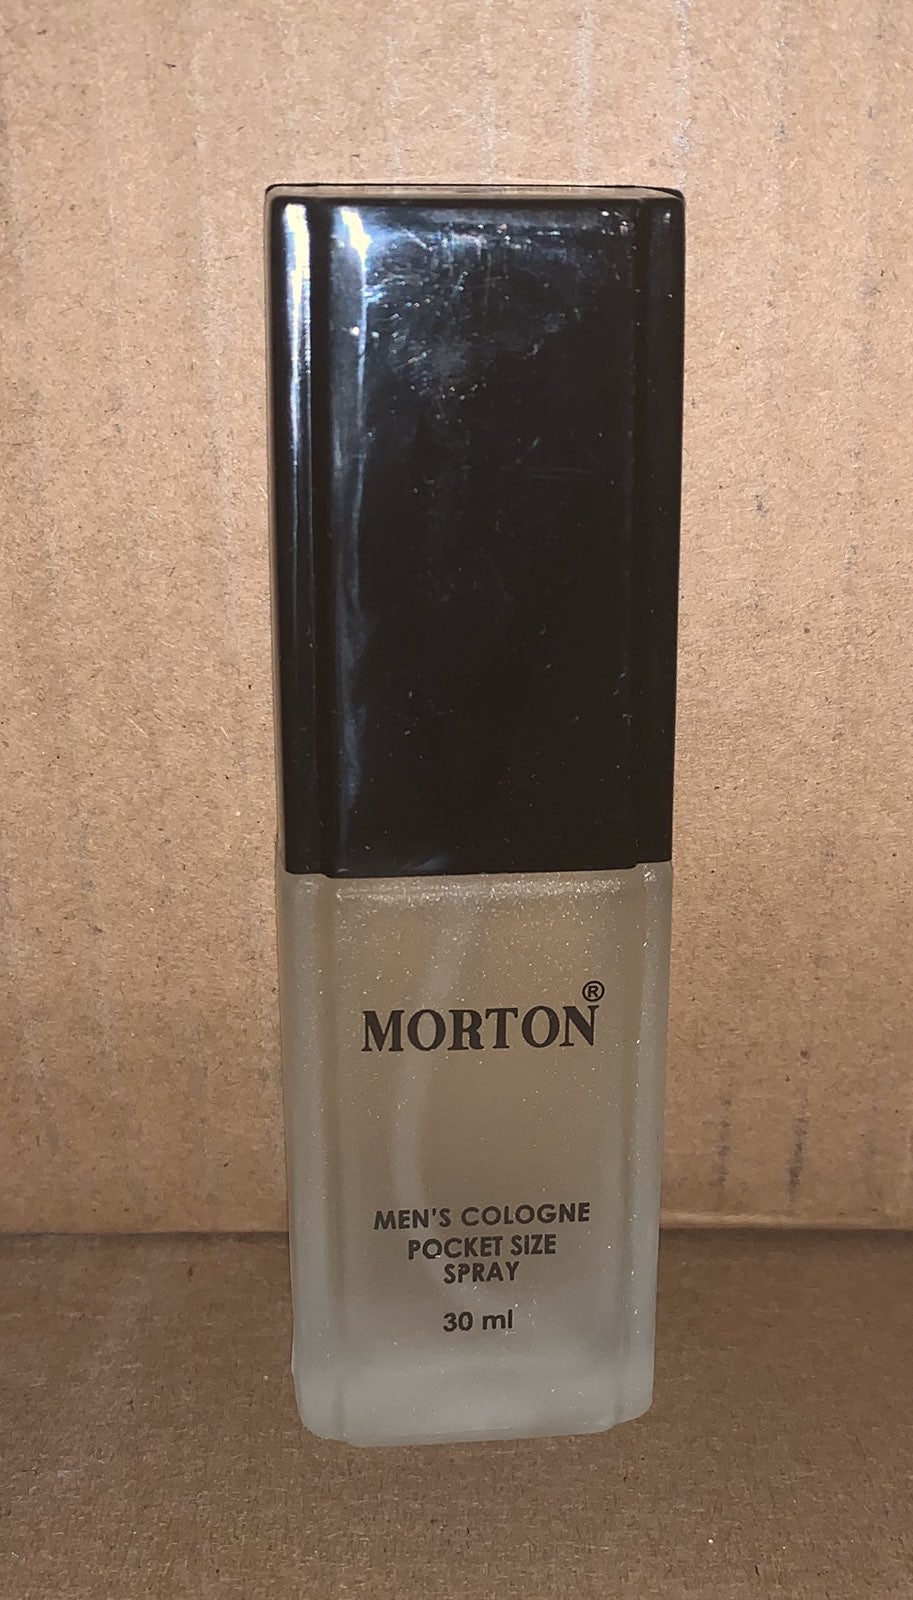 MORTON®
MEN'S COLOGNE
POCKET SIZE
SPRAY
30 ml